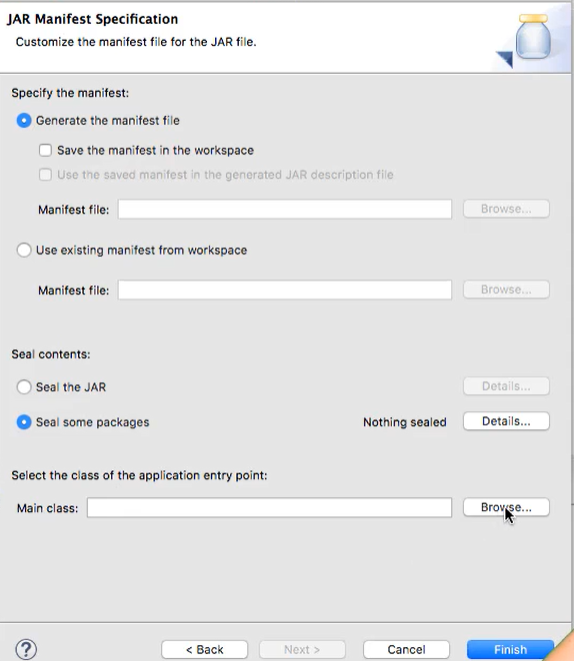 JAR Manifest Specification
Customize the manifest file for the JAR file.
Specify the manifest:
Generate the manifest file
Save the manifest in the workspace
Use the saved manifest in the generated JAR description file
Manifest file: Browse...
Use existing manifest from workspace
Manifest file: Browse...
Seal contents:
Seal the JAR Details...
Seal some packages Nothing sealed Details...
Select the class of the application entry point:
Main class: Browse...
? < Back Next > Cancel Finish